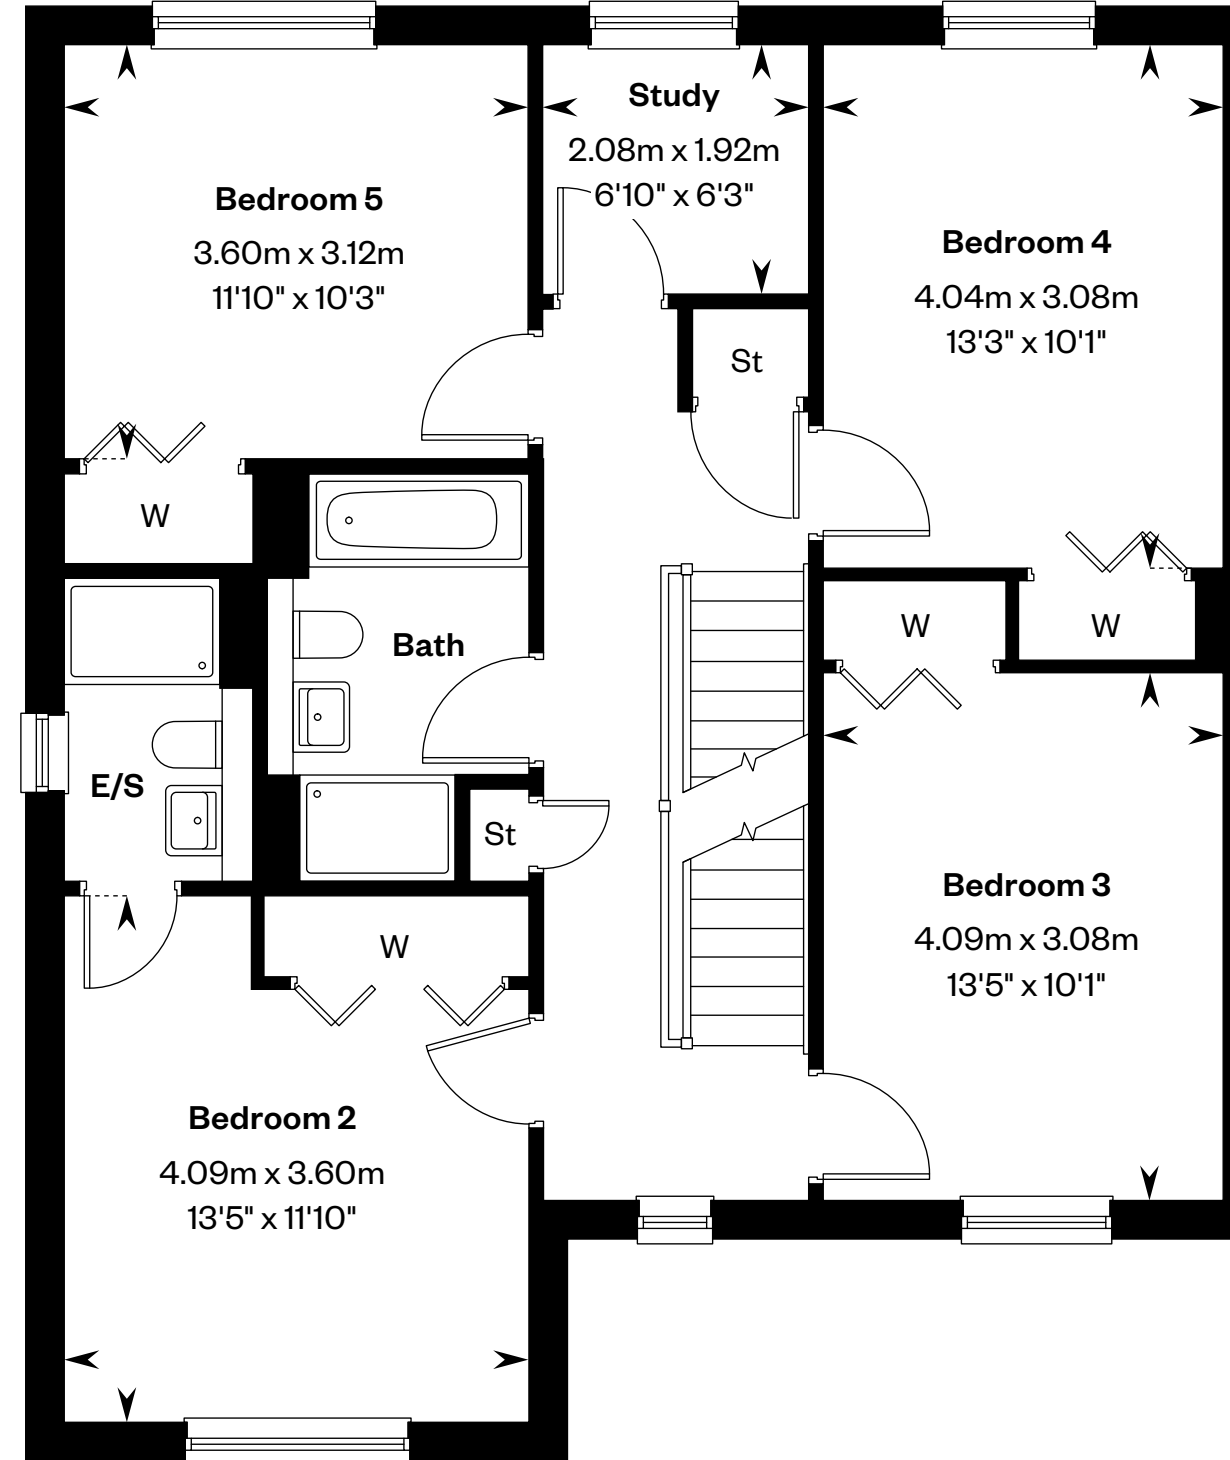 Study
2.08m x 1.92m
6'10" x 6'3"
Bedroom 5
3.60m x 3.12m
11'10" x 10'3"
Bedroom 4
4.04m x 3.08m
13'3" x 10'1"
St
W
W
W
Bath
E/S
St
Bedroom 3
4.09m x 3.08m
13'5" x 10'1"
W
Bedroom 2
4.09m x 3.60m
13'5" x 11'10"